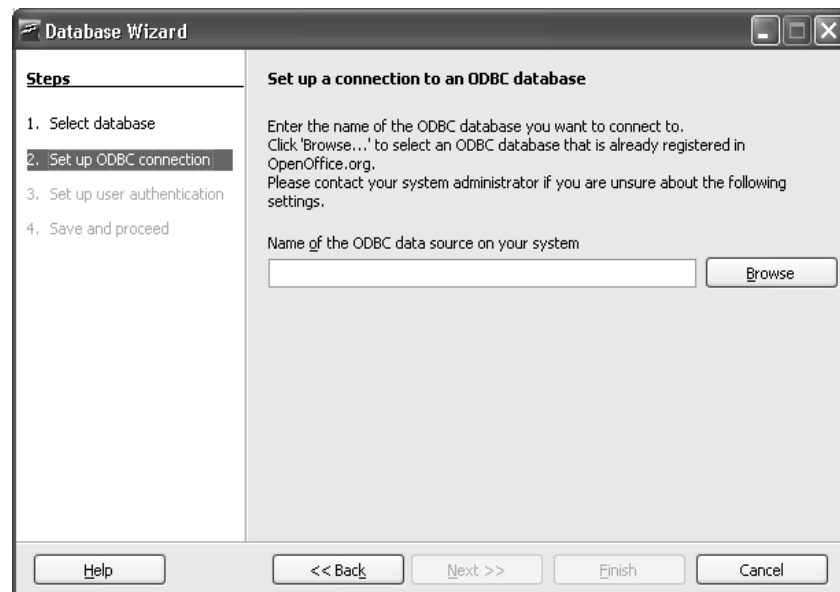 Database Wizard
Steps
1. Select database
2. Set up ODBC connection
3. Set up user authentication
4. Save and proceed
Set up a connection to an ODBC database
Enter the name of the ODBC database you want to connect to.
Click 'Browse...' to select an ODBC database that is already registered in
OpenOffice.org.
Please contact your system administrator if you are unsure about the following
settings.
Name of the ODBC data source on your system
Browse
Help
<< Back
Next >>
Finish
Cancel